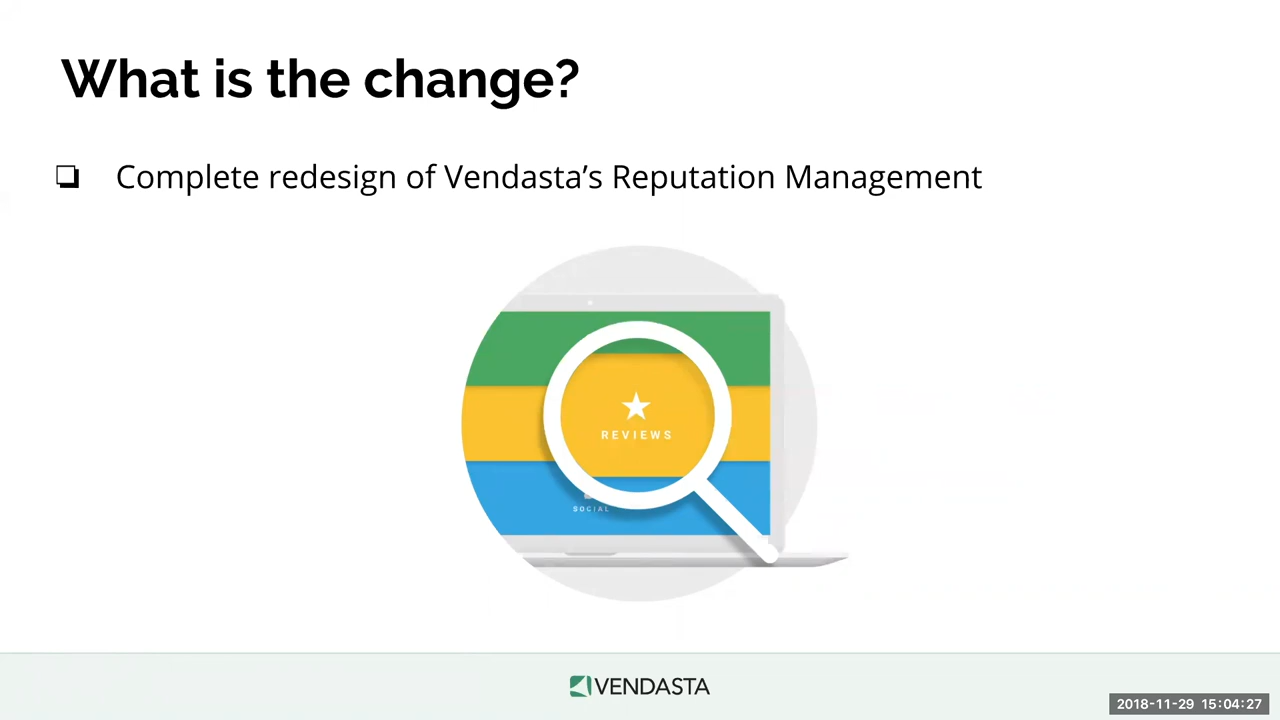 What is the change?
❏ Complete redesign of Vendasta’s Reputation Management
REVIEWS
SOCIAL
VENDASTA
2018-11-29 15:04:27